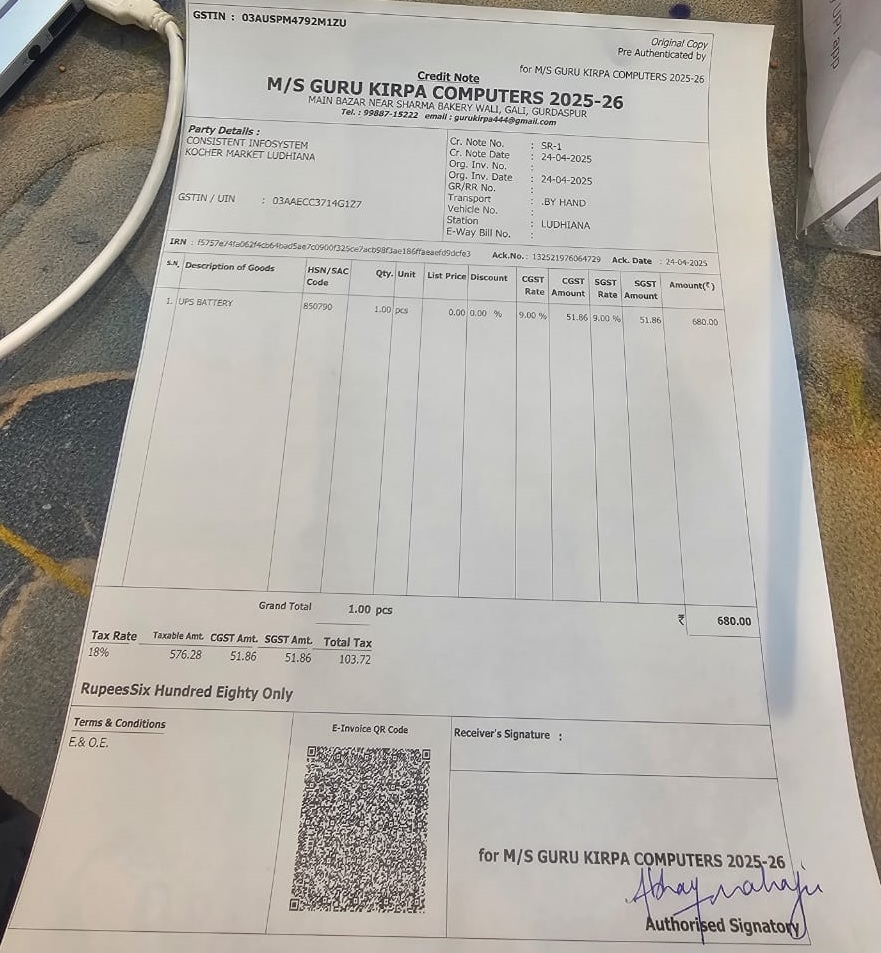 GSTIN : 03AUSPM4792M1ZU
Original Copy
Pre Authenticated by
for M/S GURU KIRPA COMPUTERS 2025-26
Credit Note
M/S GURU KIRPA COMPUTERS 2025-26
MAIN BAZAR NEAR SHARMA BAKERY WALI, GALI, GURDASPUR
Tel. : 99887-15222 email : gurukirpa444@gmail.com
Party Details :
CONSISTENT INFOSYSTEM
KOCHER MARKET LUDHIANA
GSTIN / UIN : 03AAECC3714G1Z7
Cr. Note No. : SR-1
Cr. Note Date : 24-04-2025
Org. Inv. No. :
Org. Inv. Date : 24-04-2025
GR/RR No. :
Transport : .BY HAND
Vehicle No. :
Station : LUDHIANA
E-Way Bill No. :
IRN : Ack.No. : 132521976064729 Ack. Date : 24-04-2025
S.N. Description of Goods HSN/SAC Code Qty. Unit List Price Discount CGST Rate CGST Amount SGST Rate SGST Amount Amount(₹)
1. UPS BATTERY 850790 1.00 pcs 0.00 0.00 % 9.00 % 51.86 9.00 % 51.86 680.00
Grand Total 1.00 pcs ₹ 680.00
Tax Rate Taxable Amt. CGST Amt. SGST Amt. Total Tax
18% 576.28 51.86 51.86 103.72
RupeesSix Hundred Eighty Only
Terms & Conditions
E.& O.E.
E-Invoice QR Code
Receiver's Signature :
for M/S GURU KIRPA COMPUTERS 2025-26
Abhay Mahajan
Authorised Signatory